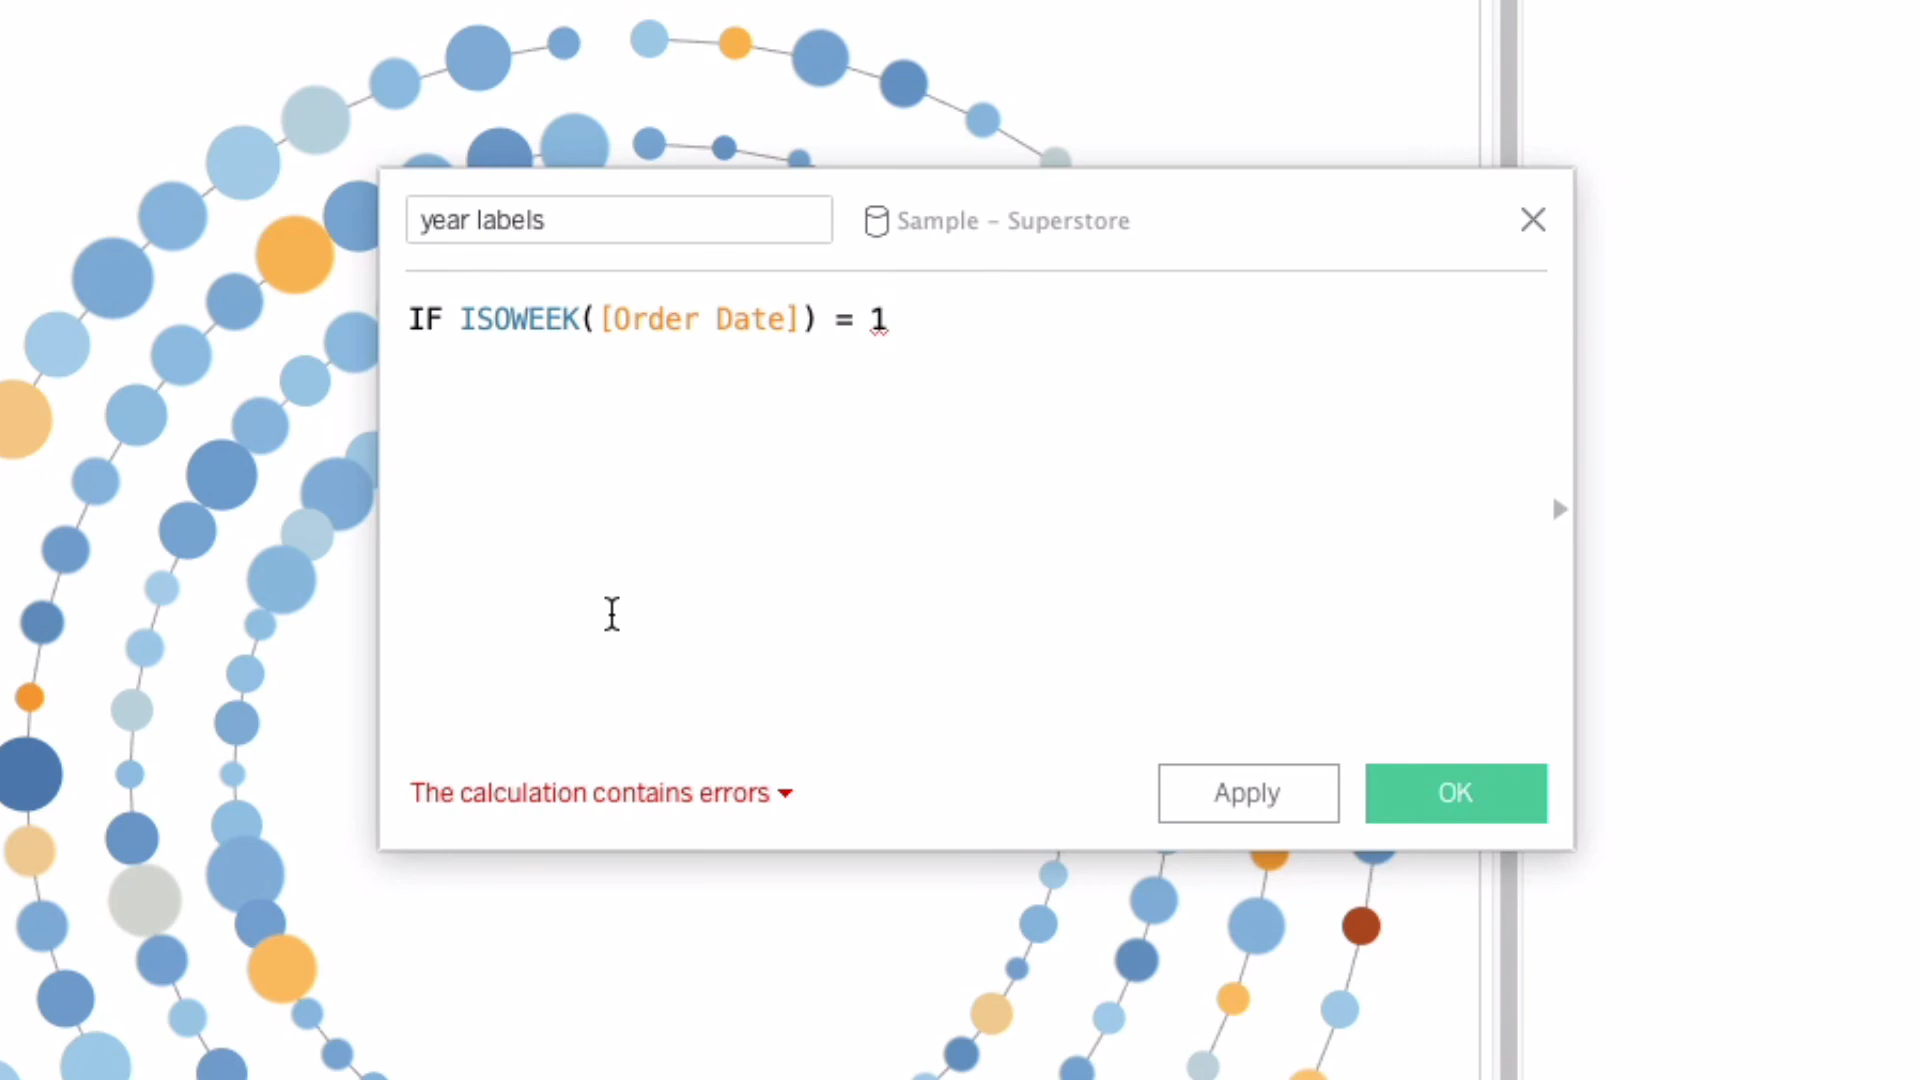 year labels
Sample – Superstore
IF ISOWEEK([Order Date]) = 1
The calculation contains errors
Apply
OK